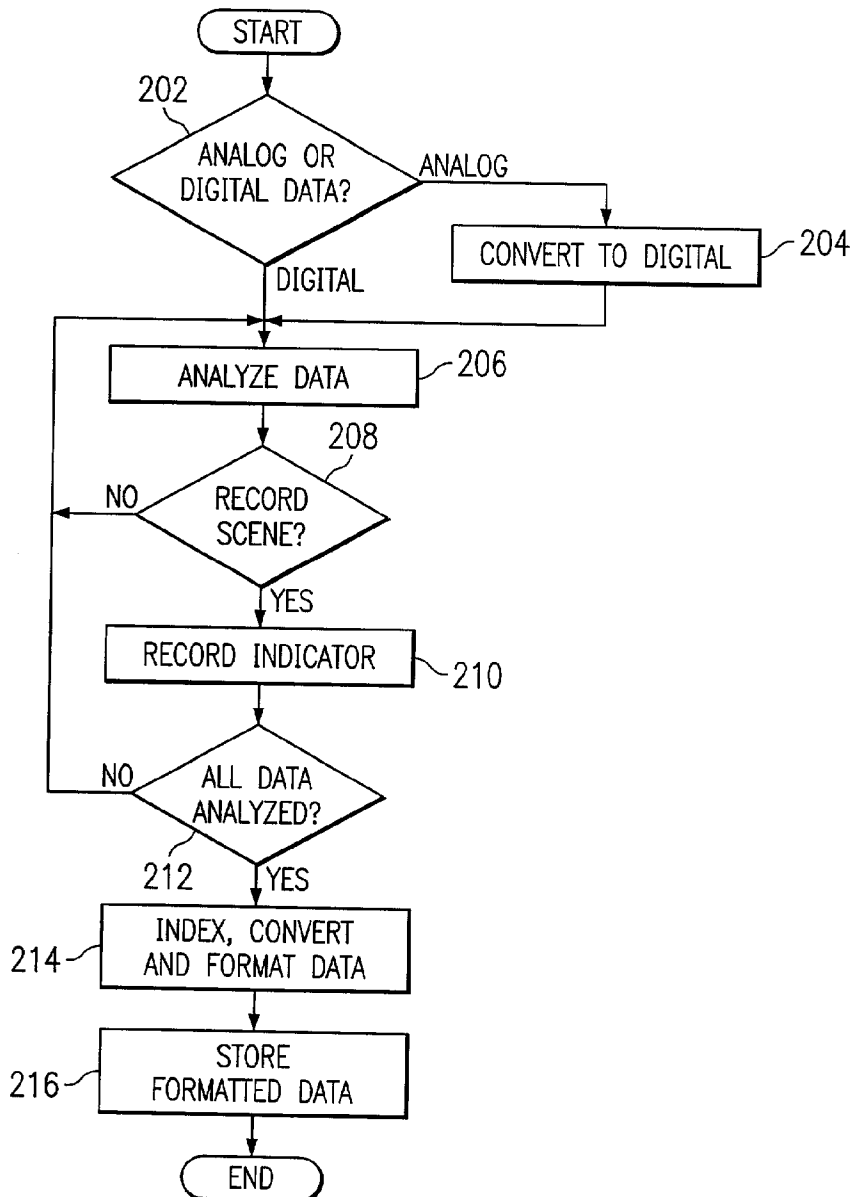 START
202
ANALOG OR
DIGITAL DATA?
ANALOG
CONVERT TO DIGITAL
204
DIGITAL
ANALYZE DATA
206
208
NO
RECORD
SCENE?
YES
RECORD INDICATOR
210
NO
ALL DATA
ANALYZED?
212
YES
214
INDEX, CONVERT
AND FORMAT DATA
216
STORE
FORMATTED DATA
END